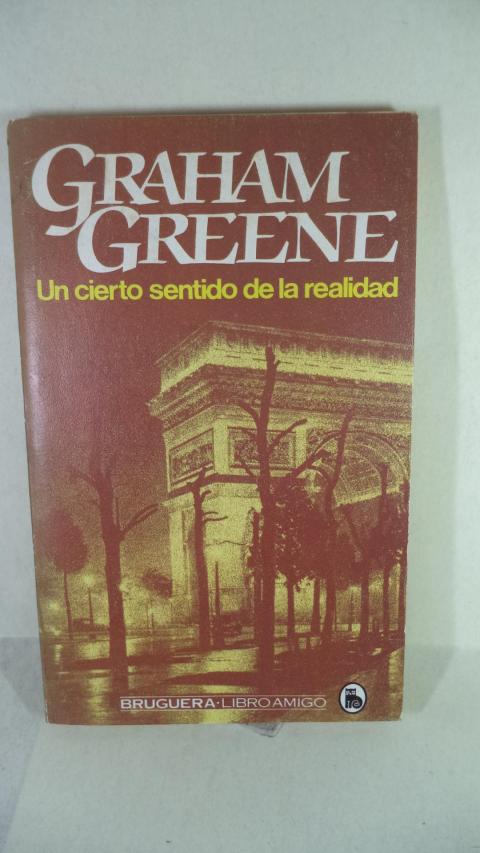 GRAHAM
GREENE
Un cierto sentido de la realidad
BRUGUERA · LIBRO AMIGO